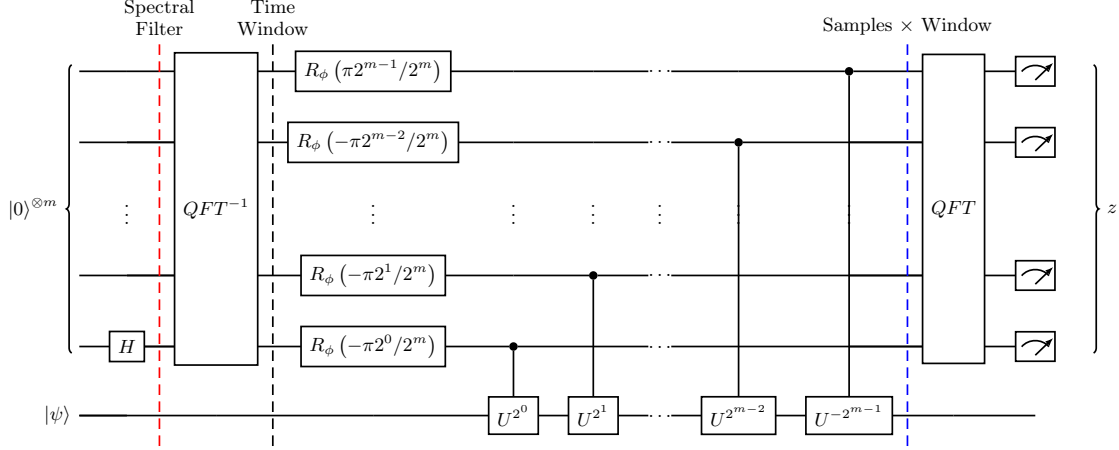 Spectral
Filter
Time
Window
Samples × Window
R_ϕ (π2^{m−1}/2^m)
R_ϕ (−π2^{m−2}/2^m)
|0⟩^{⊗m}
QFT^{−1}
QFT
z
R_ϕ (−π2^1/2^m)
H
R_ϕ (−π2^0/2^m)
|ψ⟩
U^{2^0}
U^{2^1}
U^{2^{m−2}}
U^{−2^{m−1}}